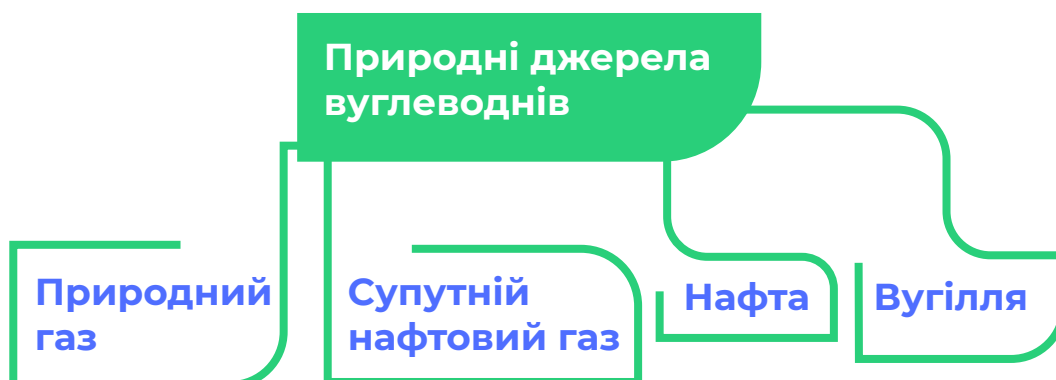 Природні джерела
вуглеводнів
Природний
газ
Супутній
нафтовий газ
Нафта
Вугілля